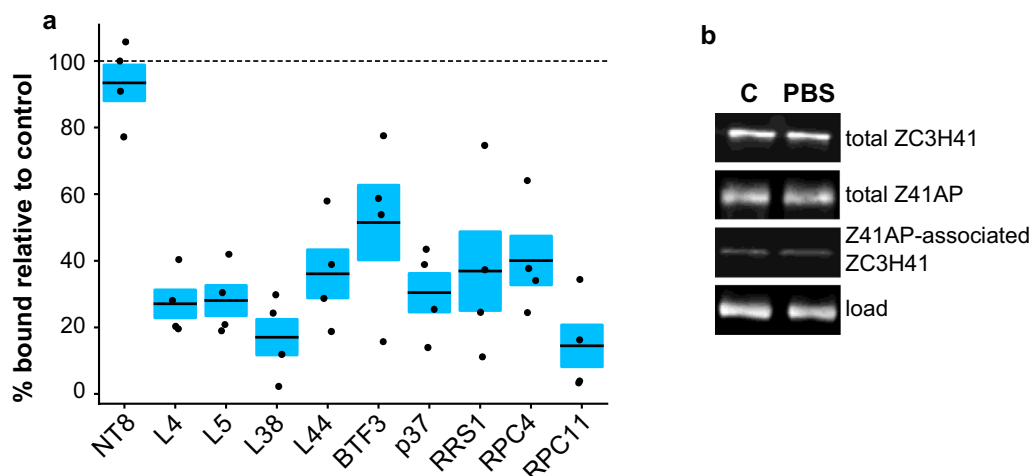 a
% bound relative to control
100
80
60
40
20
0
NT8
L4
L5
L38
L44
BTF3
p37
RRS1
RPC4
RPC11
b
C PBS
total ZC3H41
total Z41AP
Z41AP-associated
ZC3H41
load